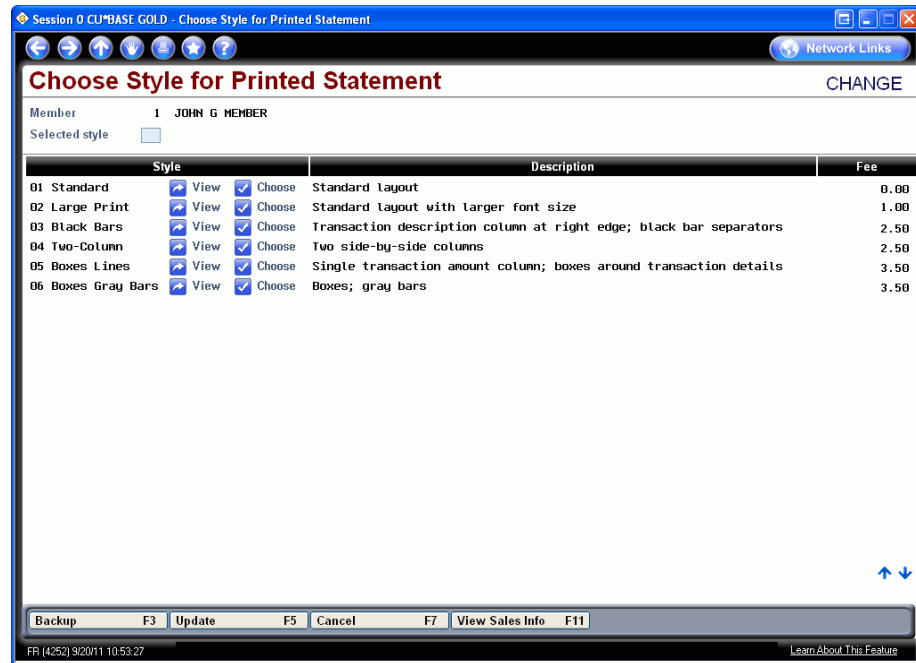 Session 0 CU*BASE GOLD - Choose Style for Printed Statement
Network Links
Choose Style for Printed Statement CHANGE
Member 1 JOHN G MEMBER
Selected style
Style Description Fee
01 Standard View Choose Standard layout 0.00
02 Large Print View Choose Standard layout with larger font size 1.00
03 Black Bars View Choose Transaction description column at right edge; black bar separators 2.50
04 Two-Column View Choose Two side-by-side columns 2.50
05 Boxes Lines View Choose Single transaction amount column; boxes around transaction details 3.50
06 Boxes Gray Bars View Choose Boxes; gray bars 3.50
Backup F3 Update F5 Cancel F7 View Sales Info F11
FR (4252) 9/20/11 10:53:27 Learn About This Feature